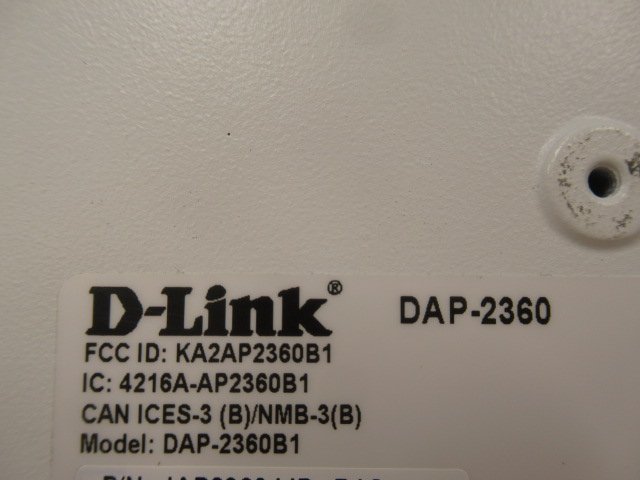 D-Link® DAP-2360
FCC ID: KA2AP2360B1
IC: 4216A-AP2360B1
CAN ICES-3 (B)/NMB-3(B)
Model: DAP-2360B1